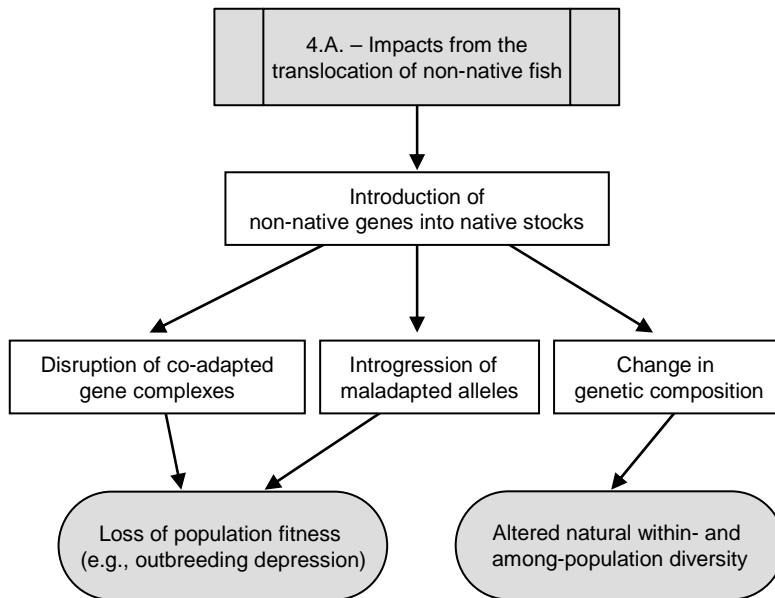 4.A. – Impacts from the
translocation of non-native fish
Introduction of
non-native genes into native stocks
Disruption of co-adapted
gene complexes
Introgression of
maladapted alleles
Change in
genetic composition
Loss of population fitness
(e.g., outbreeding depression)
Altered natural within- and
among-population diversity